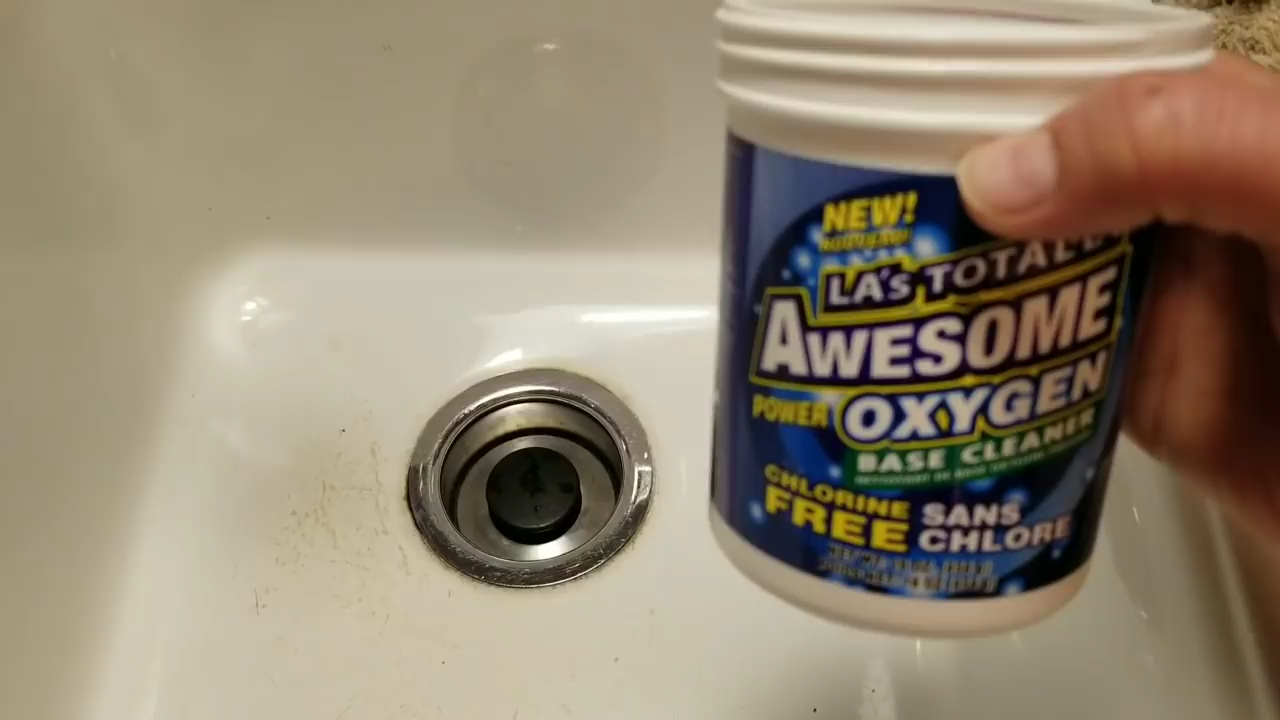 NEW!
LA's TOTALLY
AWESOME
POWER OXYGEN
BASE CLEANER
CHLORINE
FREE
SANS
CHLORE